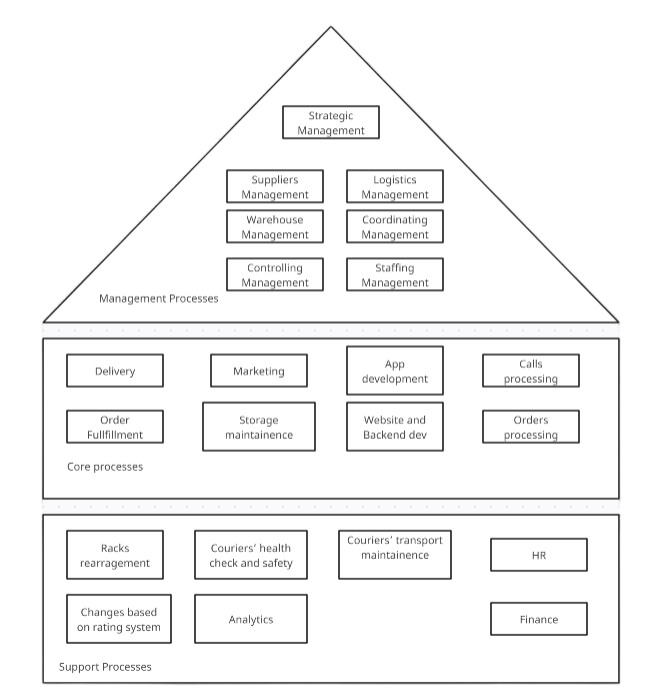 Strategic
Management
Suppliers
Management
Logistics
Management
Warehouse
Management
Coordinating
Management
Controlling
Management
Staffing
Management
Management Processes
Delivery
Marketing
App
development
Calls
processing
Order
Fullfillment
Storage
maintainence
Website and
Backend dev
Orders
processing
Core processes
Racks
rearragement
Couriers' health
check and safety
Couriers' transport
maintainence
HR
Changes based
on rating system
Analytics
Finance
Support Processes